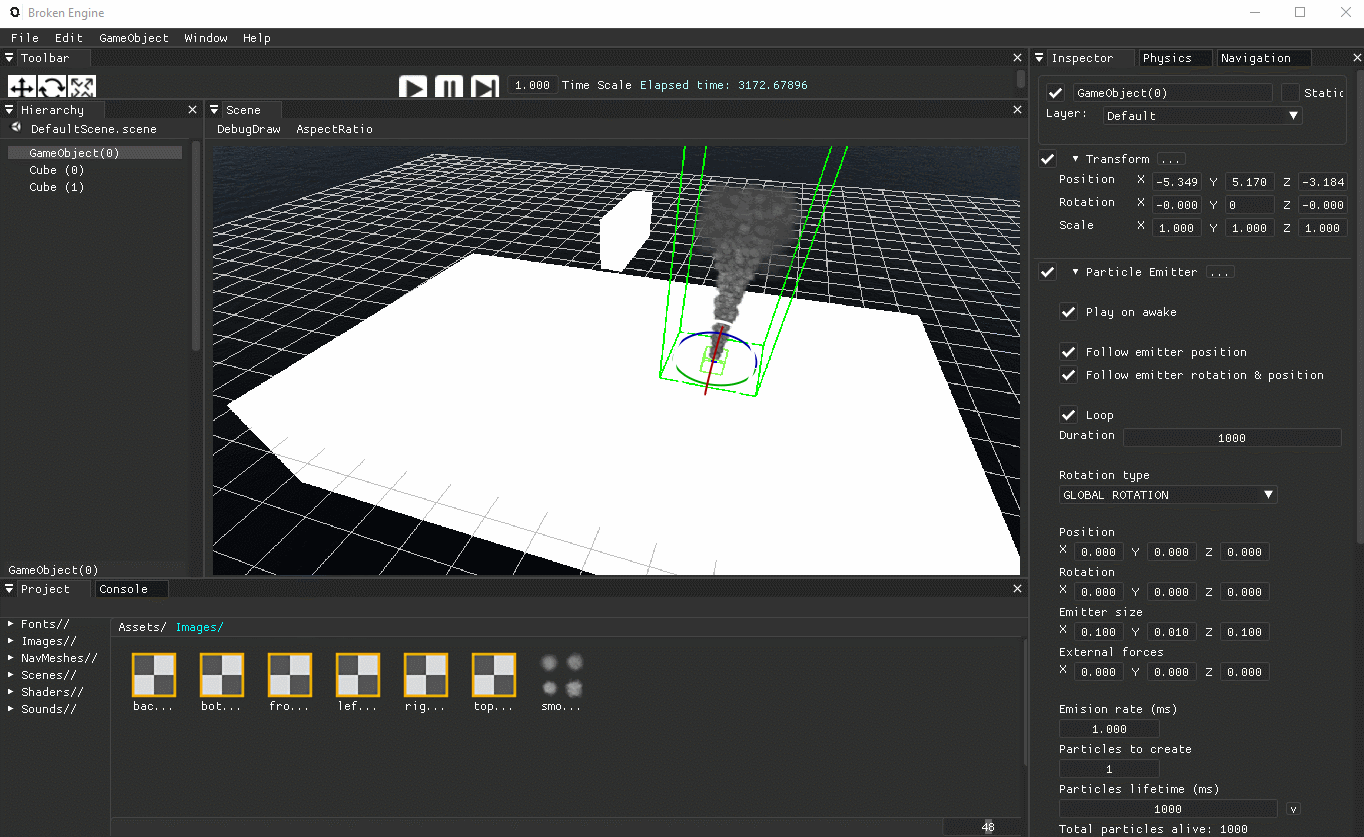 Broken Engine
File Edit GameObject Window Help
Toolbar
1.000 Time Scale Elapsed time: 3172.67896
Hierarchy
DefaultScene.scene
GameObject(0)
Cube (0)
Cube (1)
GameObject(0)
Scene
DebugDraw AspectRatio
Project Console
Fonts//
Images//
NavMeshes//
Scenes//
Shaders//
Sounds//
Assets/ Images/
bac... bot... fro... lef... rig... top... smo...
48
Inspector Physics Navigation
GameObject(0) Static
Layer: Default
Transform ...
Position X -5.349 Y 5.170 Z -3.184
Rotation X -0.000 Y 0 Z -0.000
Scale X 1.000 Y 1.000 Z 1.000
Particle Emitter ...
Play on awake
Follow emitter position
Follow emitter rotation & position
Loop
Duration 1000
Rotation type
GLOBAL ROTATION
Position
X 0.000 Y 0.000 Z 0.000
Rotation
X 0.000 Y 0.000 Z 0.000
Emitter size
X 0.100 Y 0.010 Z 0.100
External forces
X 0.000 Y 0.000 Z 0.000
Emision rate (ms)
1.000
Particles to create
1
Particles lifetime (ms)
1000 v
Total particles alive: 1000